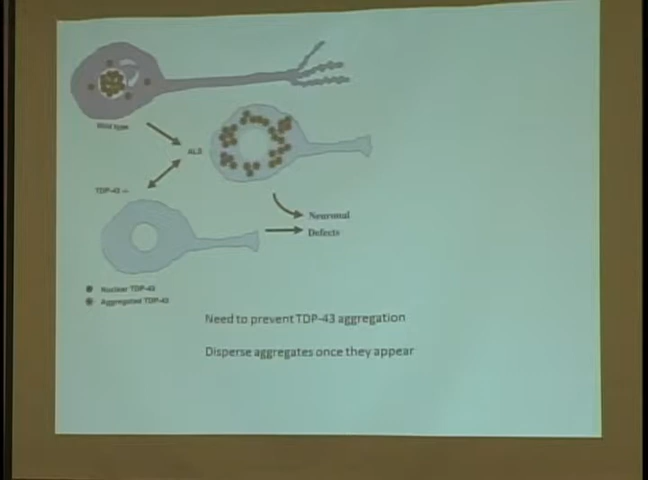 Wild type
ALS
TDP-43 -/-
Neuronal
Defects
Nuclear TDP-43
Aggregated TDP-43
Need to prevent TDP-43 aggregation
Disperse aggregates once they appear